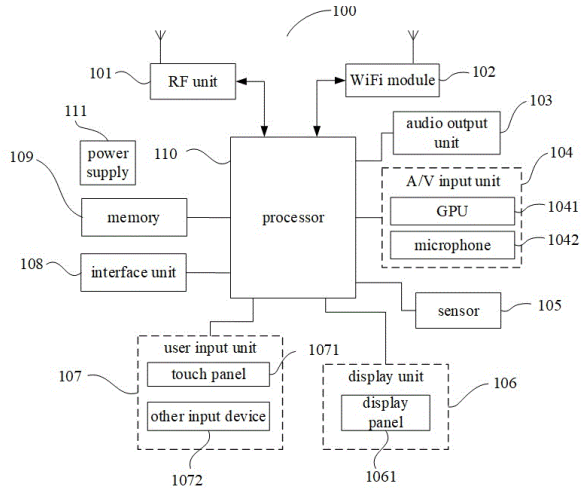 100
101
RF unit
WiFi module
102
111
103
110
audio output
unit
power
supply
104
109
A/V input unit
GPU
1041
memory
processor
microphone
1042
108
interface unit
sensor
105
user input unit
1071
107
touch panel
display unit
106
other input device
display
panel
1072
1061